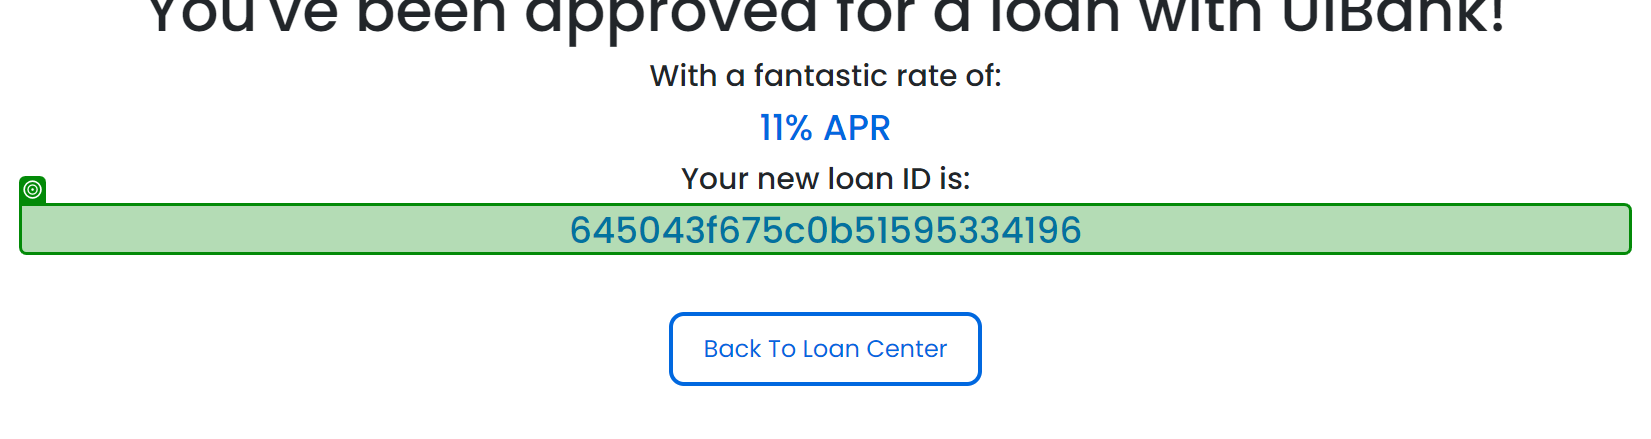 You've been approved for a loan with UiBank!
With a fantastic rate of:
11% APR
Your new loan ID is:
645043f675c0b51595334196
Back To Loan Center